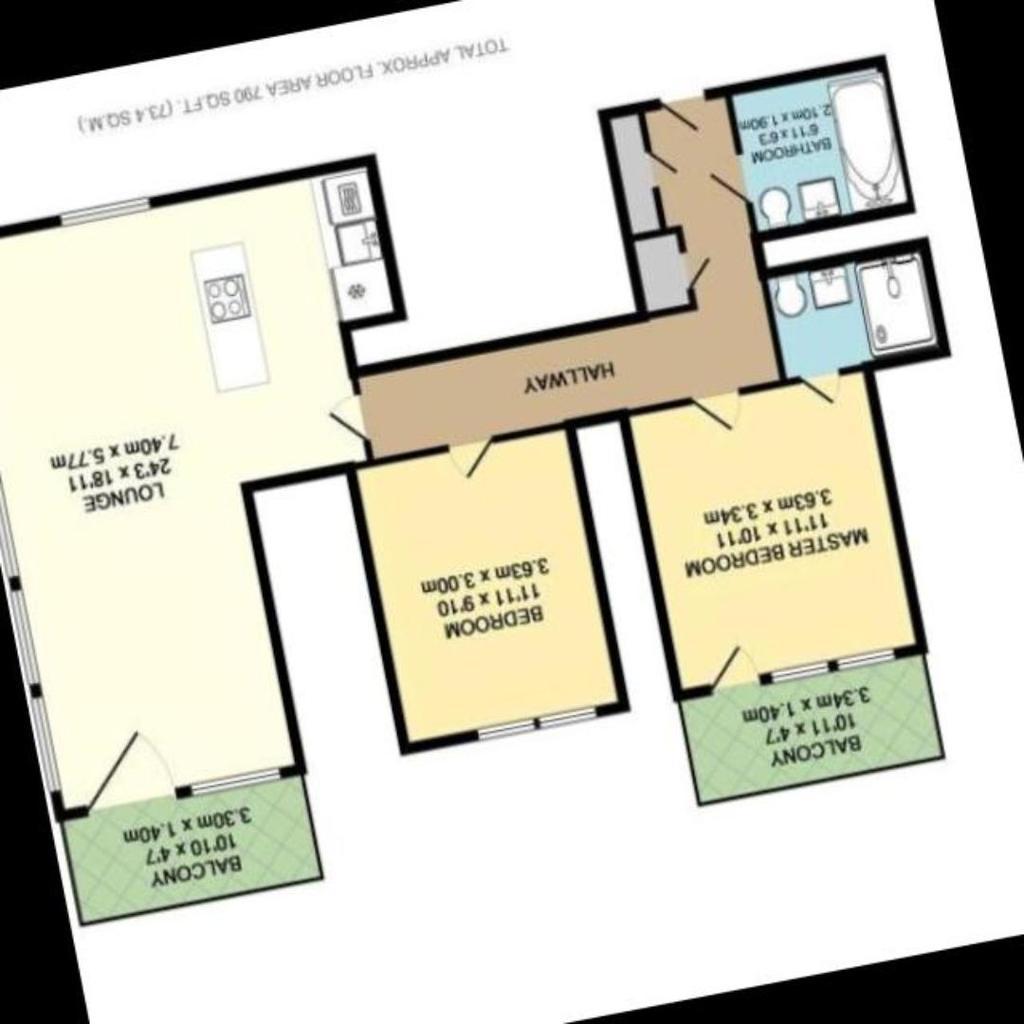 BALCONY
10'11 x 4'7
3.34m x 1.40m
BALCONY
10'10 x 4'7
3.30m x 1.40m
MASTER BEDROOM
11'11 x 10'11
3.63m x 3.34m
BEDROOM
11'11 x 9'10
3.63m x 3.00m
LOUNGE
24'3 x 18'11
7.40m x 5.77m
HALLWAY
BATHROOM
6'11 x 6'3
2.10m x 1.90m
TOTAL APPROX. FLOOR AREA 790 SQ.FT. (73.4 SQ.M.)